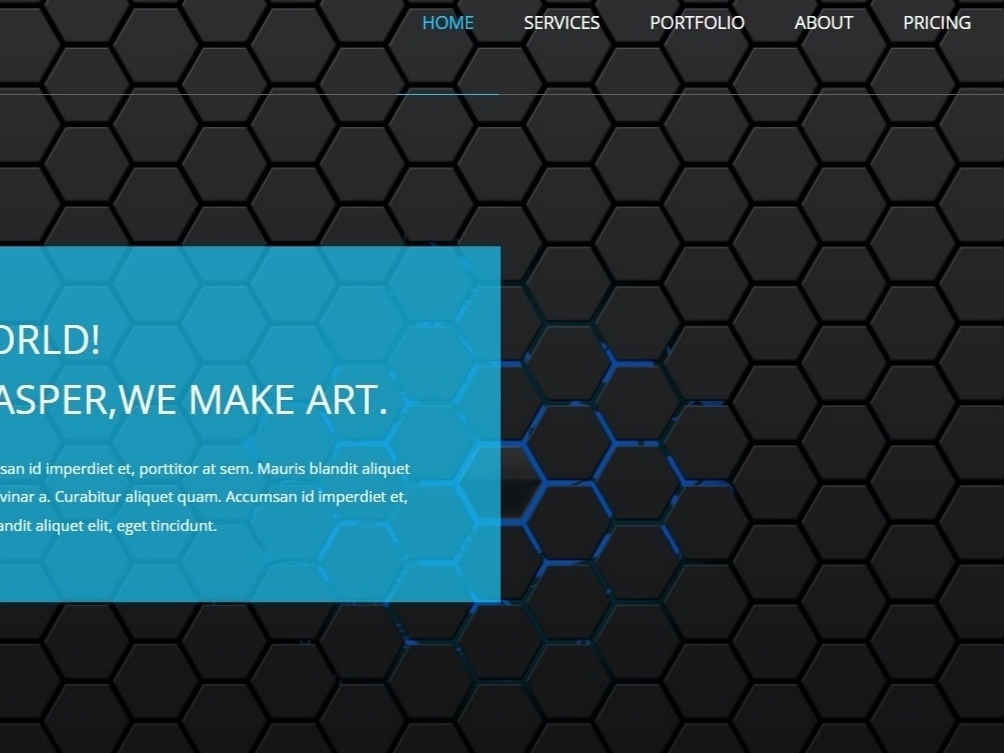 HOME SERVICES PORTFOLIO ABOUT PRICING
ORLD!
ASPER,WE MAKE ART.
san id imperdiet et, porttitor at sem. Mauris blandit aliquet
vinar a. Curabitur aliquet quam. Accumsan id imperdiet et,
andit aliquet elit, eget tincidunt.